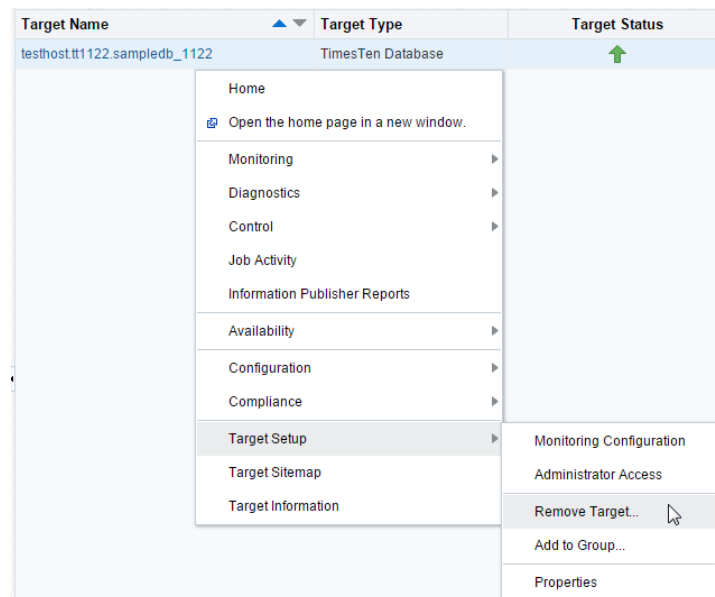 Target Name Target Type Target Status
testhost.tt1122.sampledb_1122 TimesTen Database
Home
Open the home page in a new window.
Monitoring
Diagnostics
Control
Job Activity
Information Publisher Reports
Availability
Configuration
Compliance
Target Setup
Monitoring Configuration
Target Sitemap
Administrator Access
Target Information
Remove Target...
Add to Group...
Properties